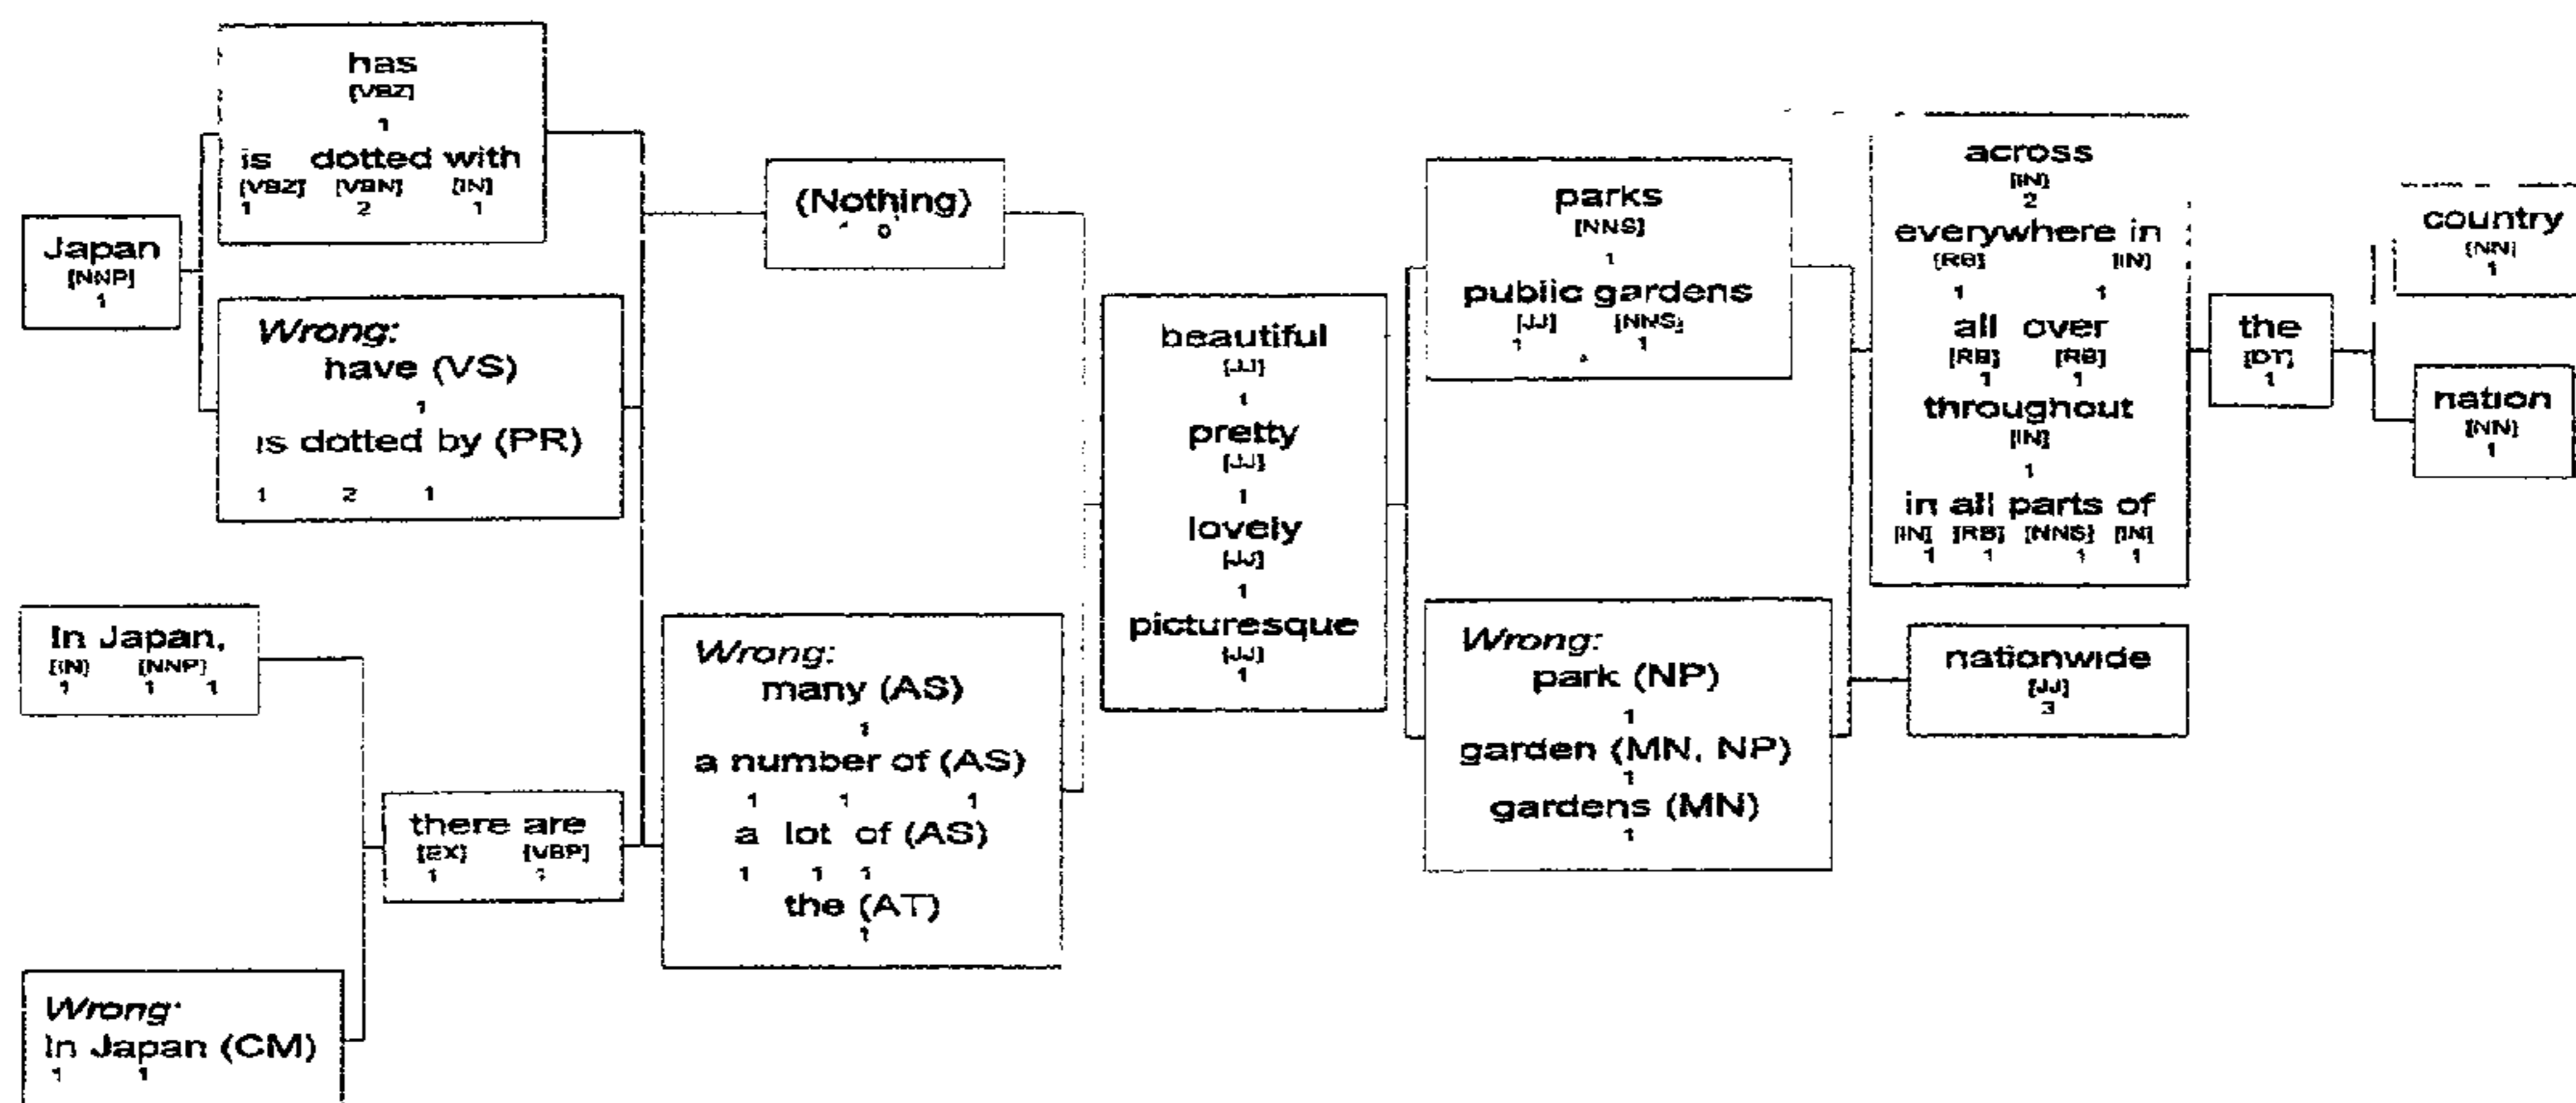 Japan
[NNP]
1
has
[VBZ]
1
is dotted with
[VBZ] [VBN] [IN]
1 2 1
Wrong:
have (VS)
1
is dotted by (PR)
1 2 1
In Japan,
[IN] [NNP]
1 1 1
Wrong:
In Japan (CM)
1 1
there are
[EX] [VBP]
1 1
(Nothing)
0
Wrong:
many (AS)
1
a number of (AS)
1 1 1
a lot of (AS)
1 1 1
the (AT)
1
beautiful
[JJ]
1
pretty
[JJ]
1
lovely
[JJ]
1
picturesque
[JJ]
1
parks
[NNS]
1
public gardens
[JJ] [NNS]
1 1
Wrong:
park (NP)
1
garden (MN, NP)
1
gardens (MN)
1
across
[IN]
2
everywhere in
[RB] [IN]
1 1
all over
[RB] [RB]
1 1
throughout
[IN]
1
in all parts of
[IN] [RB] [NNS] [IN]
1 1 1 1
nationwide
[JJ]
3
the
[DT]
1
country
[NN]
1
nation
[NN]
1